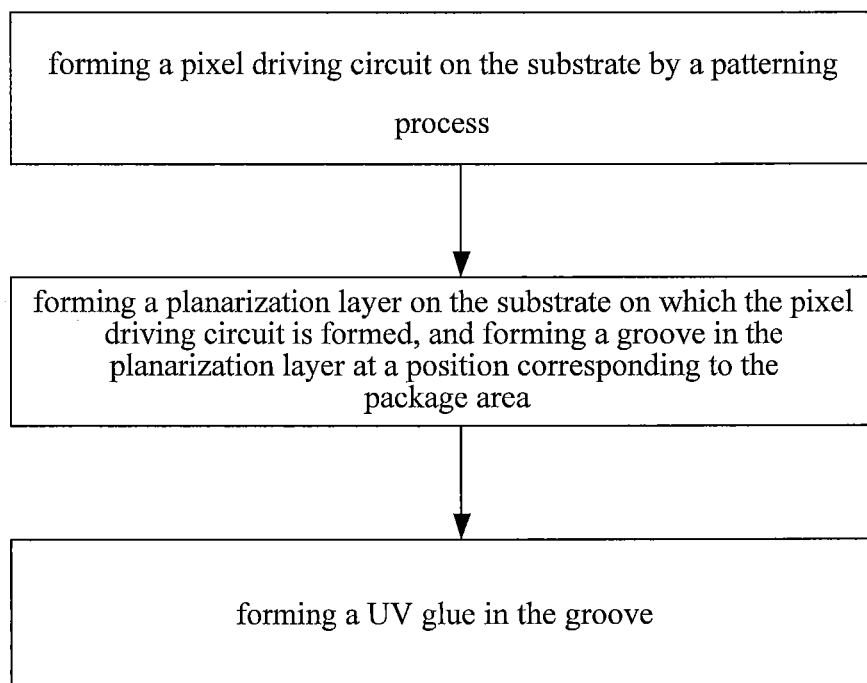 forming a pixel driving circuit on the substrate by a patterning
process
forming a planarization layer on the substrate on which the pixel
driving circuit is formed, and forming a groove in the
planarization layer at a position corresponding to the
package area
forming a UV glue in the groove